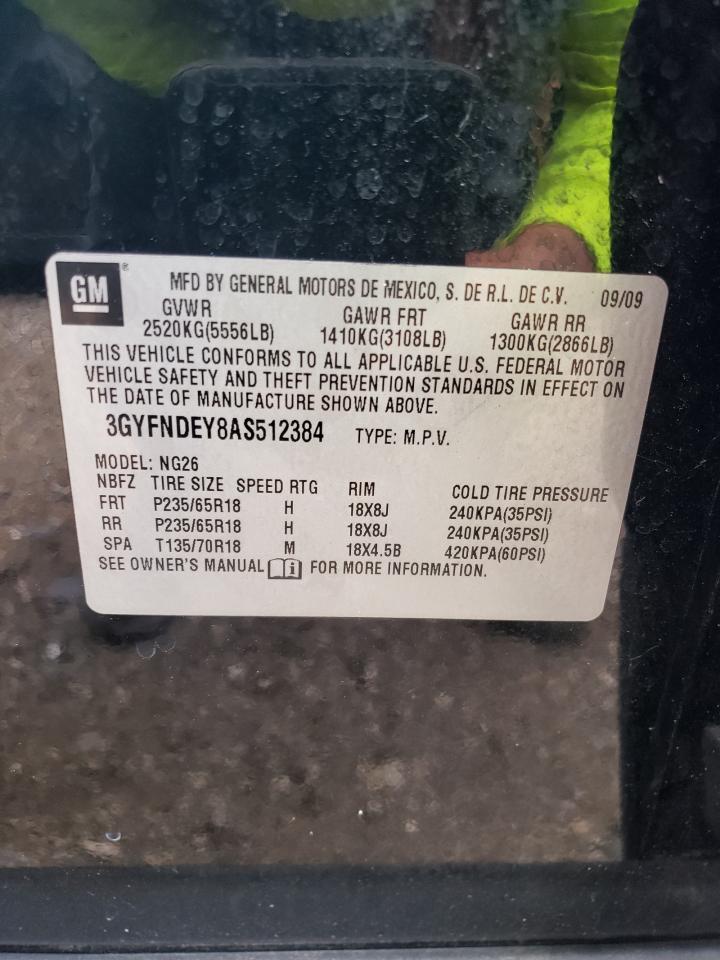 GM ® MFD BY GENERAL MOTORS DE MEXICO, S. DE R.L. DE C.V. 09/09
GVWR GAWR FRT GAWR RR
2520KG(5556LB) 1410KG(3108LB) 1300KG(2866LB)
THIS VEHICLE CONFORMS TO ALL APPLICABLE U.S. FEDERAL MOTOR
VEHICLE SAFETY AND THEFT PREVENTION STANDARDS IN EFFECT ON
THE DATE OF MANUFACTURE SHOWN ABOVE.
3GYFNDEY8AS512384 TYPE: M.P.V.
MODEL: NG26
NBFZ TIRE SIZE SPEED RTG RIM COLD TIRE PRESSURE
FRT P235/65R18 H 18X8J 240KPA(35PSI)
RR P235/65R18 H 18X8J 240KPA(35PSI)
SPA T135/70R18 M 18X4.5B 420KPA(60PSI)
SEE OWNER'S MANUAL FOR MORE INFORMATION.